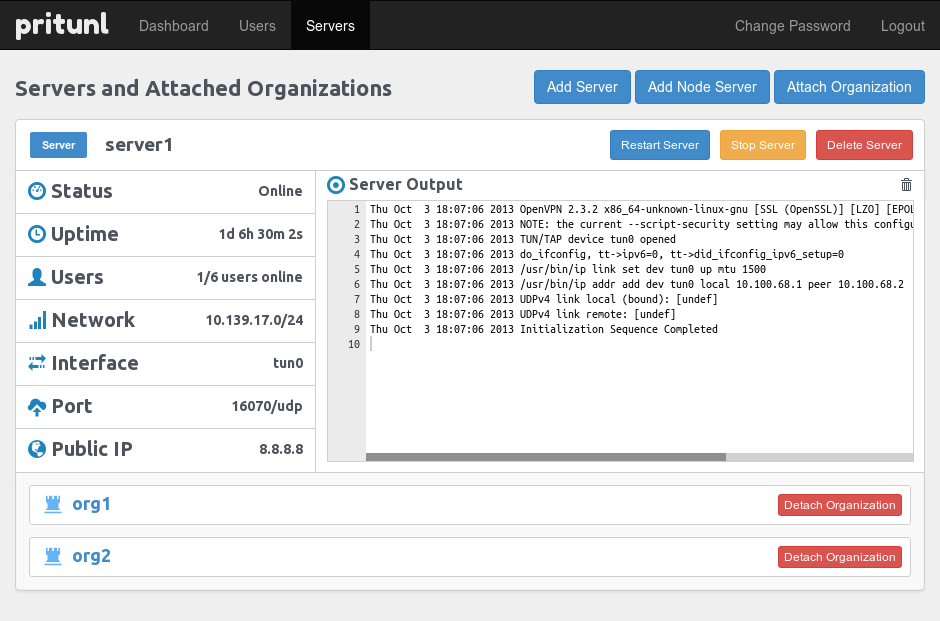 pritunl Dashboard Users Servers Change Password Logout
Servers and Attached Organizations Add Server Add Node Server Attach Organization
Server server1 Restart Server Stop Server Delete Server
Status Online
Uptime 1d 6h 30m 2s
Users 1/6 users online
Network 10.139.17.0/24
Interface tun0
Port 16070/udp
Public IP 8.8.8.8
Server Output
1 Thu Oct  3 18:07:06 2013 OpenVPN 2.3.2 x86_64-unknown-linux-gnu [SSL (OpenSSL)] [LZO] [EPOL
2 Thu Oct  3 18:07:06 2013 NOTE: the current --script-security setting may allow this configu
3 Thu Oct  3 18:07:06 2013 TUN/TAP device tun0 opened
4 Thu Oct  3 18:07:06 2013 do_ifconfig, tt->ipv6=0, tt->did_ifconfig_ipv6_setup=0
5 Thu Oct  3 18:07:06 2013 /usr/bin/ip link set dev tun0 up mtu 1500
6 Thu Oct  3 18:07:06 2013 /usr/bin/ip addr add dev tun0 local 10.100.68.1 peer 10.100.68.2
7 Thu Oct  3 18:07:06 2013 UDPv4 link local (bound): [undef]
8 Thu Oct  3 18:07:06 2013 UDPv4 link remote: [undef]
9 Thu Oct  3 18:07:06 2013 Initialization Sequence Completed
10
org1 Detach Organization
org2 Detach Organization